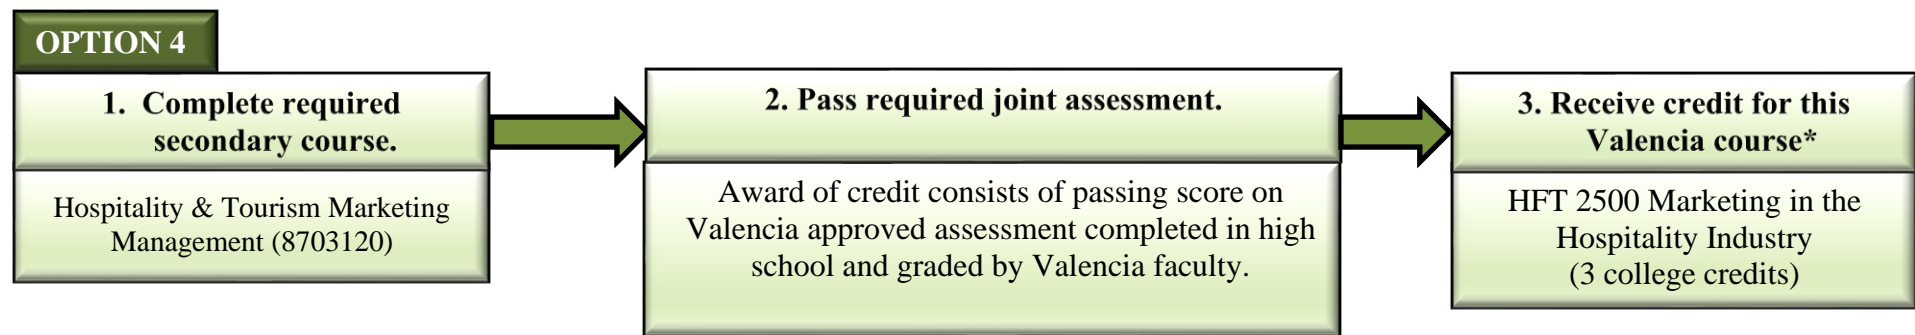 OPTION 4
1. Complete required
secondary course.
Hospitality & Tourism Marketing
Management (8703120)
2. Pass required joint assessment.
Award of credit consists of passing score on
Valencia approved assessment completed in high
school and graded by Valencia faculty.
3. Receive credit for this
Valencia course*
HFT 2500 Marketing in the
Hospitality Industry
(3 college credits)